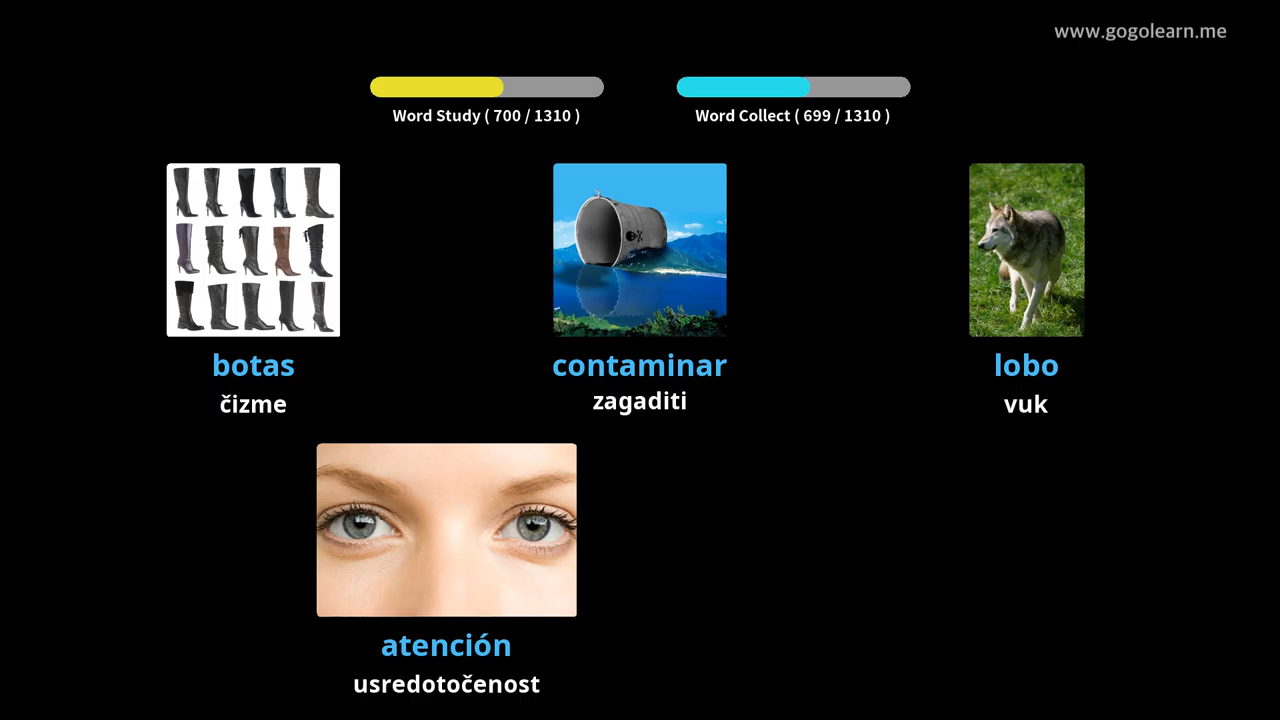 www.gogolearn.me
Word Study ( 700 / 1310 )
Word Collect ( 699 / 1310 )
botas
čizme
contaminar
zagaditi
lobo
vuk
atención
usredotočenost